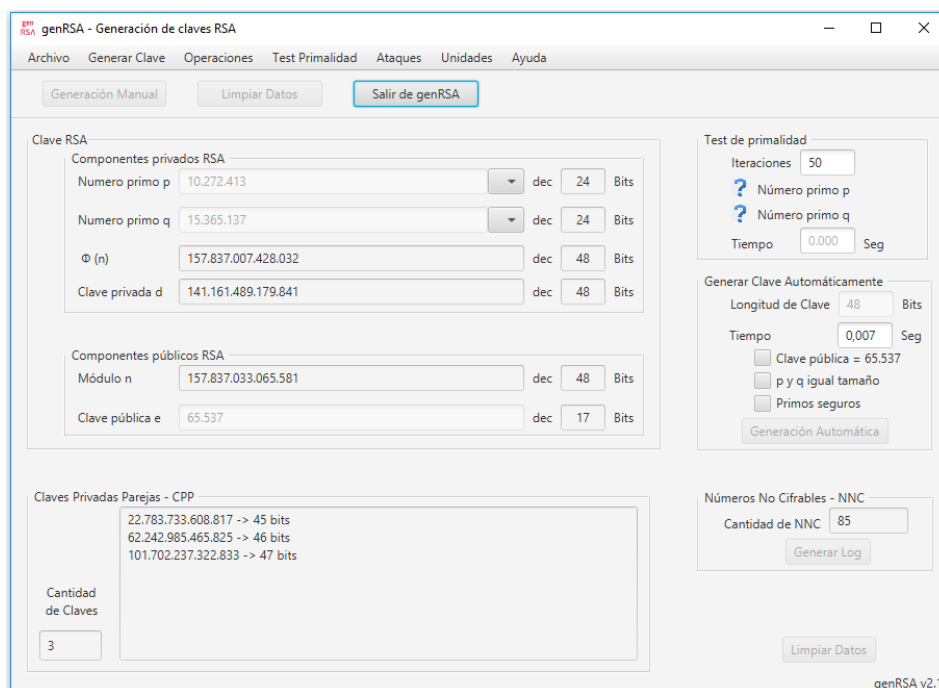 gen RSA genRSA - Generación de claves RSA
Archivo Generar Clave Operaciones Test Primalidad Ataques Unidades Ayuda
Generación Manual Limpiar Datos Salir de genRSA
Clave RSA
Componentes privados RSA
Numero primo p 10.272.413 dec 24 Bits
Numero primo q 15.365.137 dec 24 Bits
Φ (n) 157.837.007.428.032 dec 48 Bits
Clave privada d 141.161.489.179.841 dec 48 Bits
Componentes públicos RSA
Módulo n 157.837.033.065.581 dec 48 Bits
Clave pública e 65.537 dec 17 Bits
Test de primalidad
Iteraciones 50
? Número primo p
? Número primo q
Tiempo 0.000 Seg
Generar Clave Automáticamente
Longitud de Clave 48 Bits
Tiempo 0,007 Seg
Clave pública = 65.537
p y q igual tamaño
Primos seguros
Generación Automática
Claves Privadas Parejas - CPP
22.783.733.608.817 -> 45 bits
62.242.985.465.825 -> 46 bits
101.702.237.322.833 -> 47 bits
Cantidad
de Claves
3
Números No Cifrables - NNC
Cantidad de NNC 85
Generar Log
Limpiar Datos
genRSA v2.1